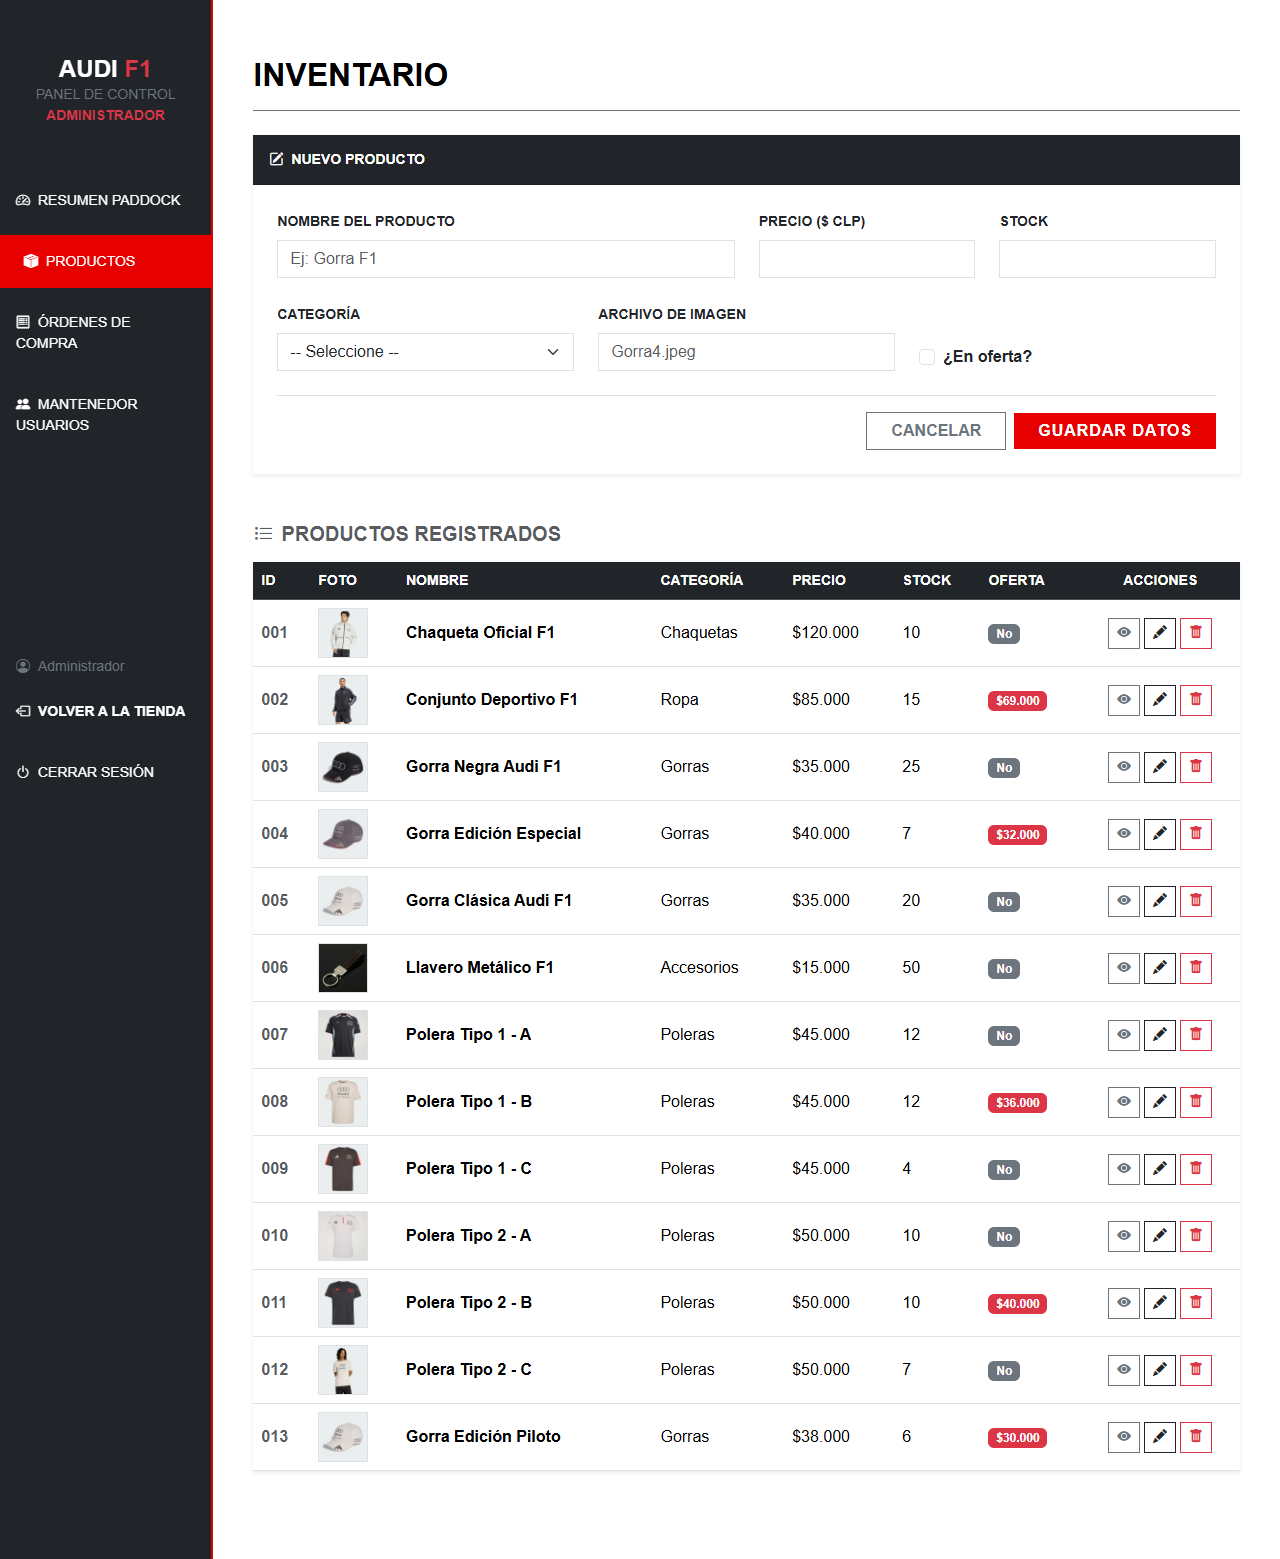 AUDI F1
PANEL DE CONTROL
ADMINISTRADOR
RESUMEN PADDOCK
PRODUCTOS
ÓRDENES DE
COMPRA
MANTENEDOR
USUARIOS
Administrador
VOLVER A LA TIENDA
CERRAR SESIÓN
INVENTARIO
NUEVO PRODUCTO
NOMBRE DEL PRODUCTO PRECIO ($ CLP) STOCK
Ej: Gorra F1
CATEGORÍA ARCHIVO DE IMAGEN
-- Seleccione -- Gorra4.jpeg ¿En oferta?
CANCELAR GUARDAR DATOS
PRODUCTOS REGISTRADOS
ID FOTO NOMBRE CATEGORÍA PRECIO STOCK OFERTA ACCIONES
001 Chaqueta Oficial F1 Chaquetas $120.000 10 No
002 Conjunto Deportivo F1 Ropa $85.000 15 $69.000
003 Gorra Negra Audi F1 Gorras $35.000 25 No
004 Gorra Edición Especial Gorras $40.000 7 $32.000
005 Gorra Clásica Audi F1 Gorras $35.000 20 No
006 Llavero Metálico F1 Accesorios $15.000 50 No
007 Polera Tipo 1 - A Poleras $45.000 12 No
008 Polera Tipo 1 - B Poleras $45.000 12 $36.000
009 Polera Tipo 1 - C Poleras $45.000 4 No
010 Polera Tipo 2 - A Poleras $50.000 10 No
011 Polera Tipo 2 - B Poleras $50.000 10 $40.000
012 Polera Tipo 2 - C Poleras $50.000 7 No
013 Gorra Edición Piloto Gorras $38.000 6 $30.000